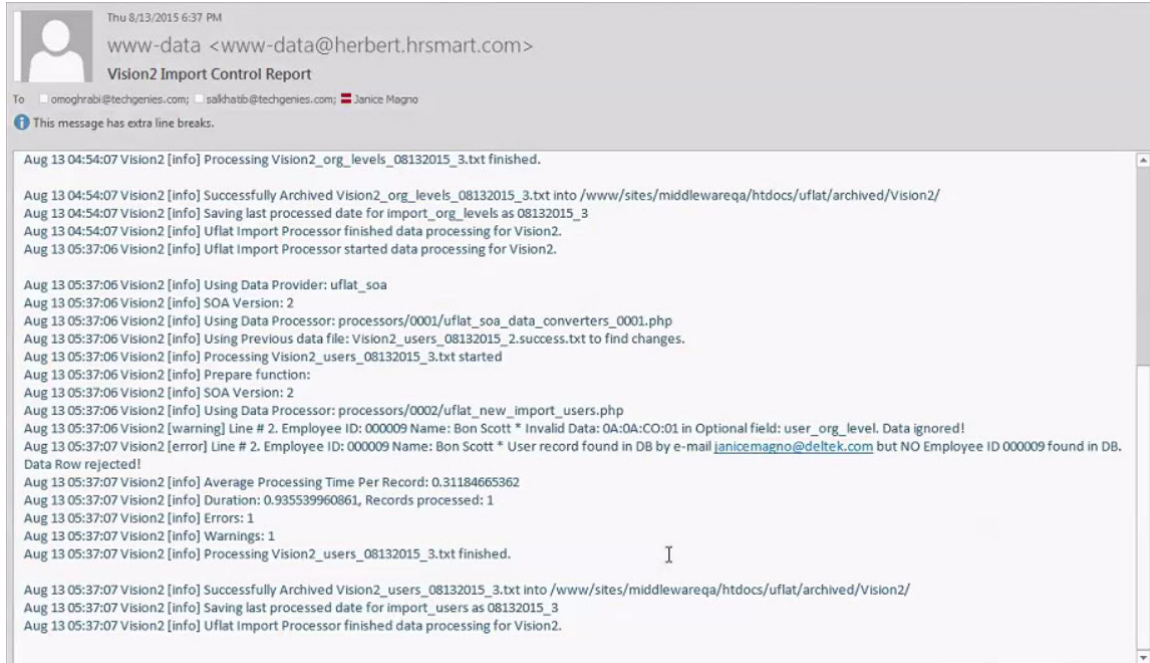 Thu 8/13/2015 6:37 PM
www-data <www-data@herbert.hrsmart.com>
Vision2 Import Control Report
To omoghrabi@techgenies.com; salkhatib@techgenies.com; Janice Magno
This message has extra line breaks.
Aug 13 04:54:07 Vision2 [info] Processing Vision2_org_levels_08132015_3.txt finished.
Aug 13 04:54:07 Vision2 [info] Successfully Archived Vision2_org_levels_08132015_3.txt into /www/sites/middlewareqa/htdocs/uflat/archived/Vision2/
Aug 13 04:54:07 Vision2 [info] Saving last processed date for import_org_levels as 08132015_3
Aug 13 04:54:07 Vision2 [info] Uflat Import Processor finished data processing for Vision2.
Aug 13 05:37:06 Vision2 [info] Uflat Import Processor started data processing for Vision2.
Aug 13 05:37:06 Vision2 [info] Using Data Provider: uflat_soa
Aug 13 05:37:06 Vision2 [info] SOA Version: 2
Aug 13 05:37:06 Vision2 [info] Using Data Processor: processors/0001/uflat_soa_data_converters_0001.php
Aug 13 05:37:06 Vision2 [info] Using Previous data file: Vision2_users_08132015_2.success.txt to find changes.
Aug 13 05:37:06 Vision2 [info] Processing Vision2_users_08132015_3.txt started
Aug 13 05:37:06 Vision2 [info] Prepare function:
Aug 13 05:37:06 Vision2 [info] SOA Version: 2
Aug 13 05:37:06 Vision2 [info] Using Data Processor: processors/0002/uflat_new_import_users.php
Aug 13 05:37:06 Vision2 [warning] Line # 2. Employee ID: 000009 Name: Bon Scott * Invalid Data: 0A:0A:CO:01 in Optional field: user_org_level. Data ignored!
Aug 13 05:37:07 Vision2 [error] Line # 2. Employee ID: 000009 Name: Bon Scott * User record found in DB by e-mail janicemagno@deltek.com but NO Employee ID 000009 found in DB.
Data Row rejected!
Aug 13 05:37:07 Vision2 [info] Average Processing Time Per Record: 0.31184665362
Aug 13 05:37:07 Vision2 [info] Duration: 0.935539960861, Records processed: 1
Aug 13 05:37:07 Vision2 [info] Errors: 1
Aug 13 05:37:07 Vision2 [info] Warnings: 1
Aug 13 05:37:07 Vision2 [info] Processing Vision2_users_08132015_3.txt finished.
Aug 13 05:37:07 Vision2 [info] Successfully Archived Vision2_users_08132015_3.txt into /www/sites/middlewareqa/htdocs/uflat/archived/Vision2/
Aug 13 05:37:07 Vision2 [info] Saving last processed date for import_users as 08132015_3
Aug 13 05:37:07 Vision2 [info] Uflat Import Processor finished data processing for Vision2.